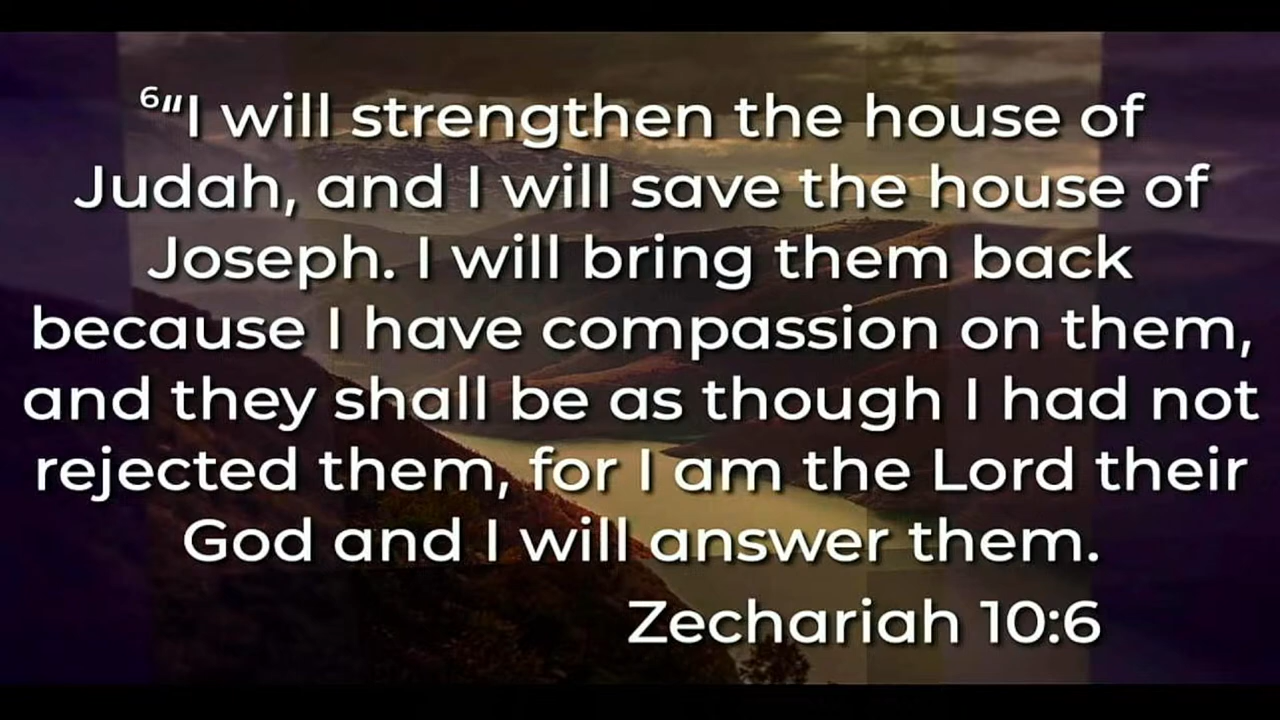 6“I will strengthen the house of
Judah, and I will save the house of
Joseph. I will bring them back
because I have compassion on them,
and they shall be as though I had not
rejected them, for I am the Lord their
God and I will answer them.
Zechariah 10:6